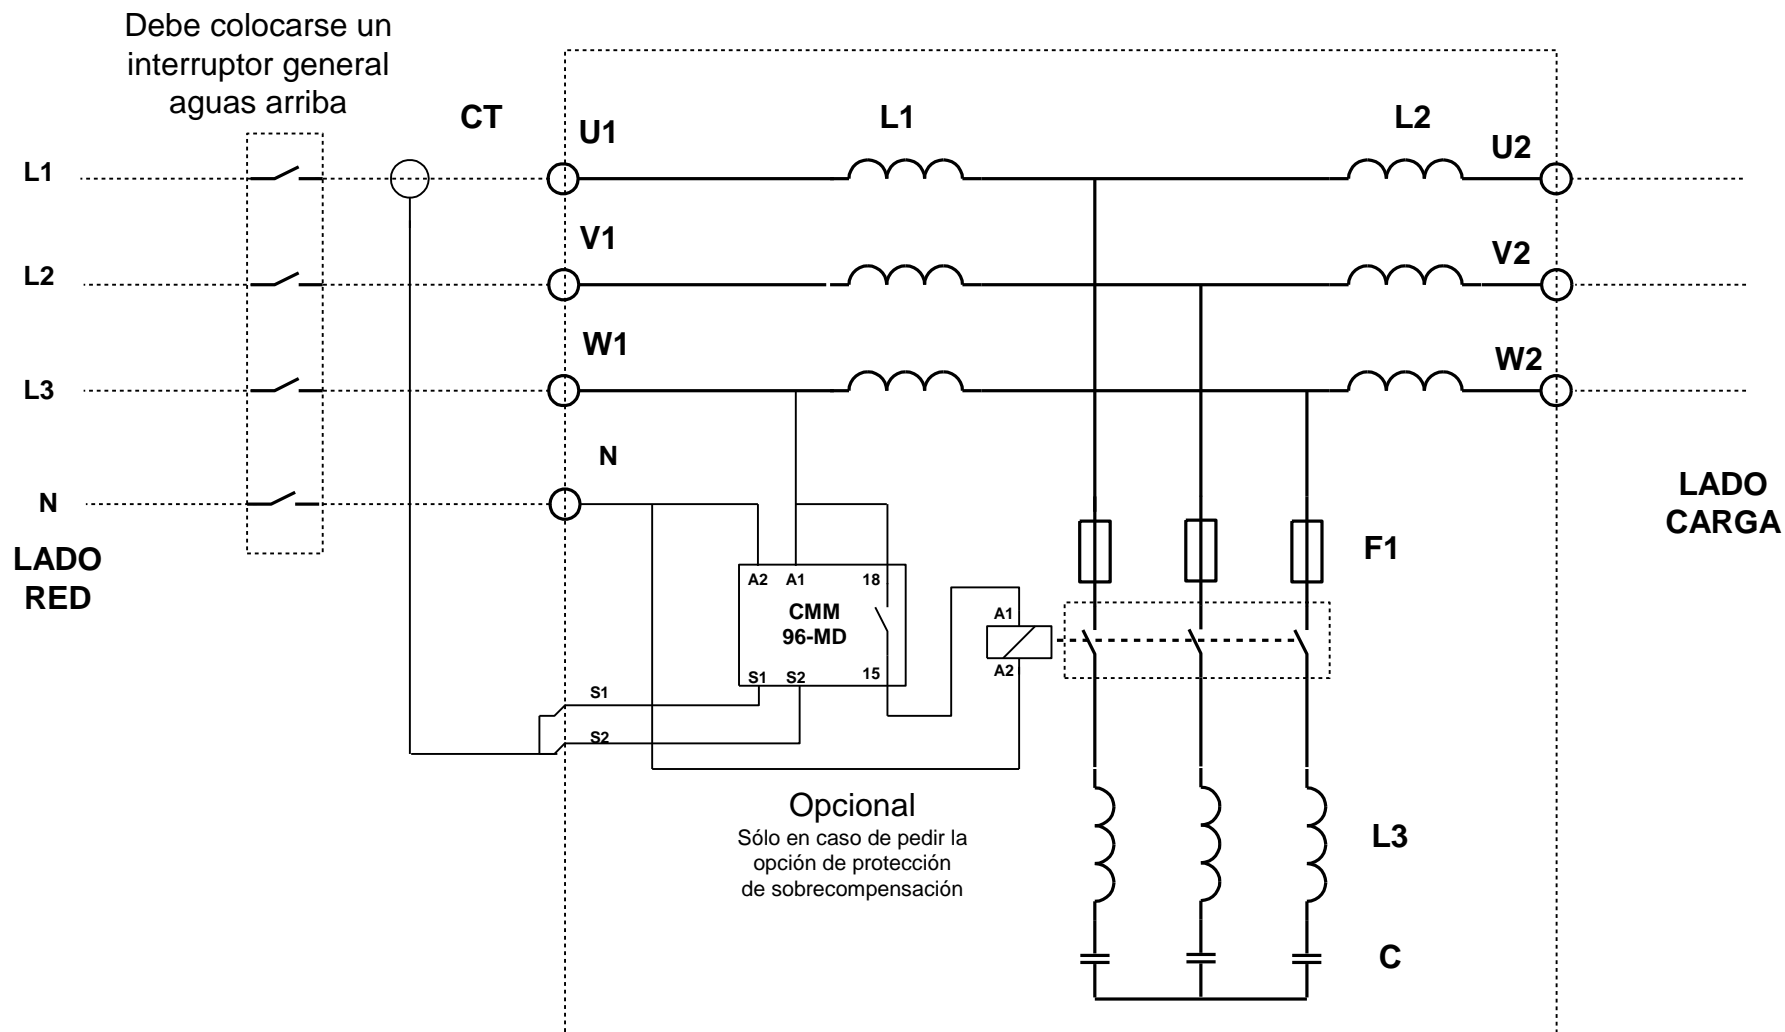 Debe colocarse un
interruptor general
aguas arriba
CT
U1
L1
L2
U2
L1
V1
V2
L2
W1
W2
L3
N
N
LADO
RED
LADO
CARGA
F1
A2 A1 18
CMM
96-MD
S1 S2 15
A1
A2
S1
S2
Opcional
Sólo en caso de pedir la
opción de protección
de sobrecompensación
L3
C